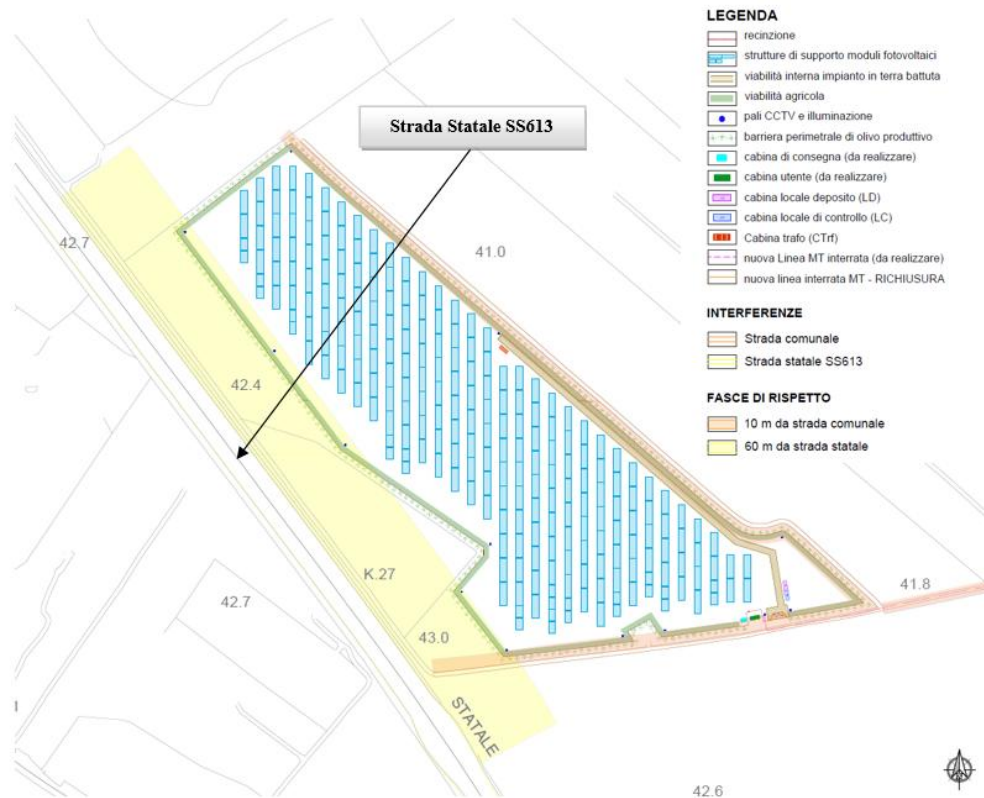 LEGENDA
recinzione
strutture di supporto moduli fotovoltaici
viabilità interna impianto in terra battuta
viabilità agricola
pali CCTV e illuminazione
barriera perimetrale di olivo produttivo
cabina di consegna (da realizzare)
cabina utente (da realizzare)
cabina locale deposito (LD)
cabina locale di controllo (LC)
Cabina trafo (CTrf)
nuova Linea MT interrata (da realizzare)
nuova linea interrata MT - RICHIUSURA
INTERFERENZE
Strada comunale
Strada statale SS613
FASCE DI RISPETTO
10 m da strada comunale
60 m da strada statale
Strada Statale SS613
42.7
41.0
42.4
K.27
42.7
43.0
41.8
STATALE
42.6